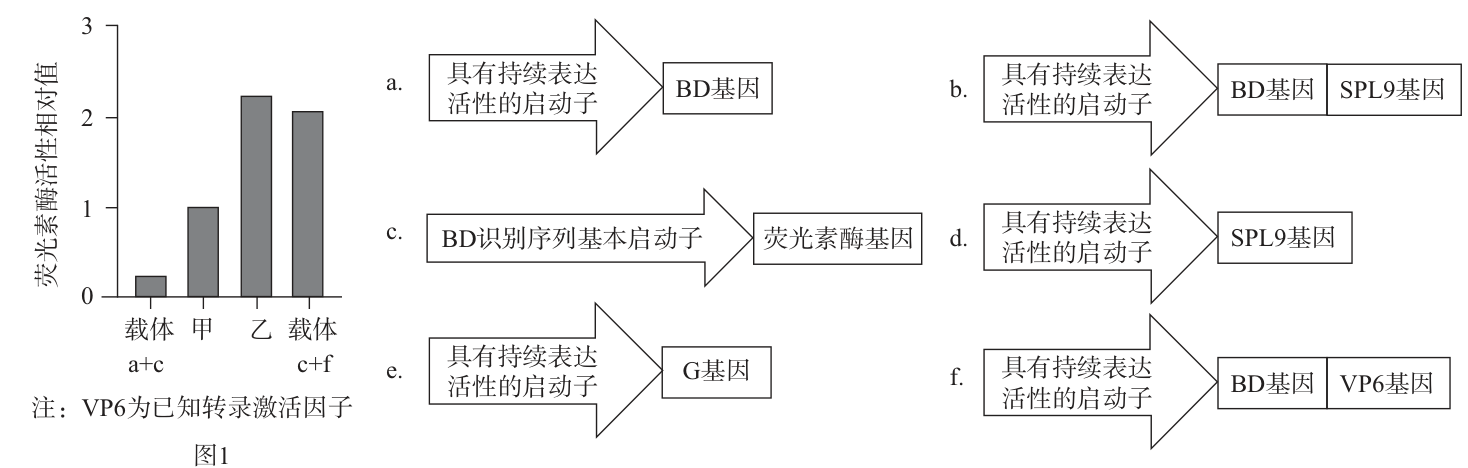 荧光素酶活性相对值
3
2
1
0
载体
a+c
甲
乙
载体
c+f
注：VP6为已知转录激活因子
图1
a.
具有持续表达
活性的启动子
BD基因
b.
具有持续表达
活性的启动子
BD基因
SPL9基因
c.
BD识别序列基本启动子
荧光素酶基因
d.
具有持续表达
活性的启动子
SPL9基因
e.
具有持续表达
活性的启动子
G基因
f.
具有持续表达
活性的启动子
BD基因
VP6基因